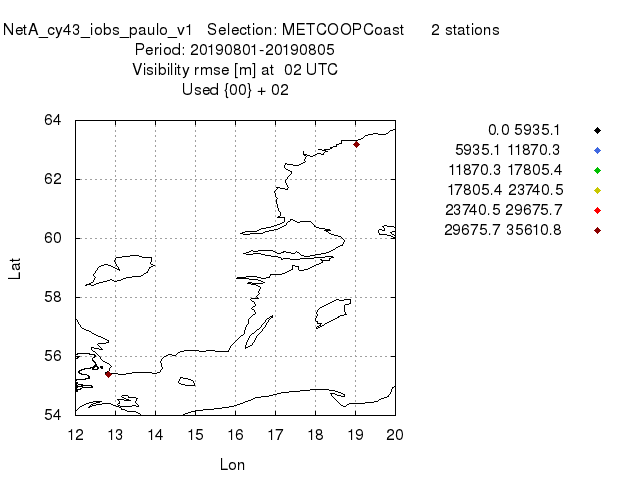 NetA_cy43_iobs_paulo_v1 Selection: METCOOPCoast 2 stations
Period: 20190801-20190805
Visibility rmse [m] at 02 UTC
Used {00} + 02
0.0 5935.1
5935.1 11870.3
11870.3 17805.4
17805.4 23740.5
23740.5 29675.7
29675.7 35610.8
64
62
60
58
56
54
Lat
12 13 14 15 16 17 18 19 20
Lon